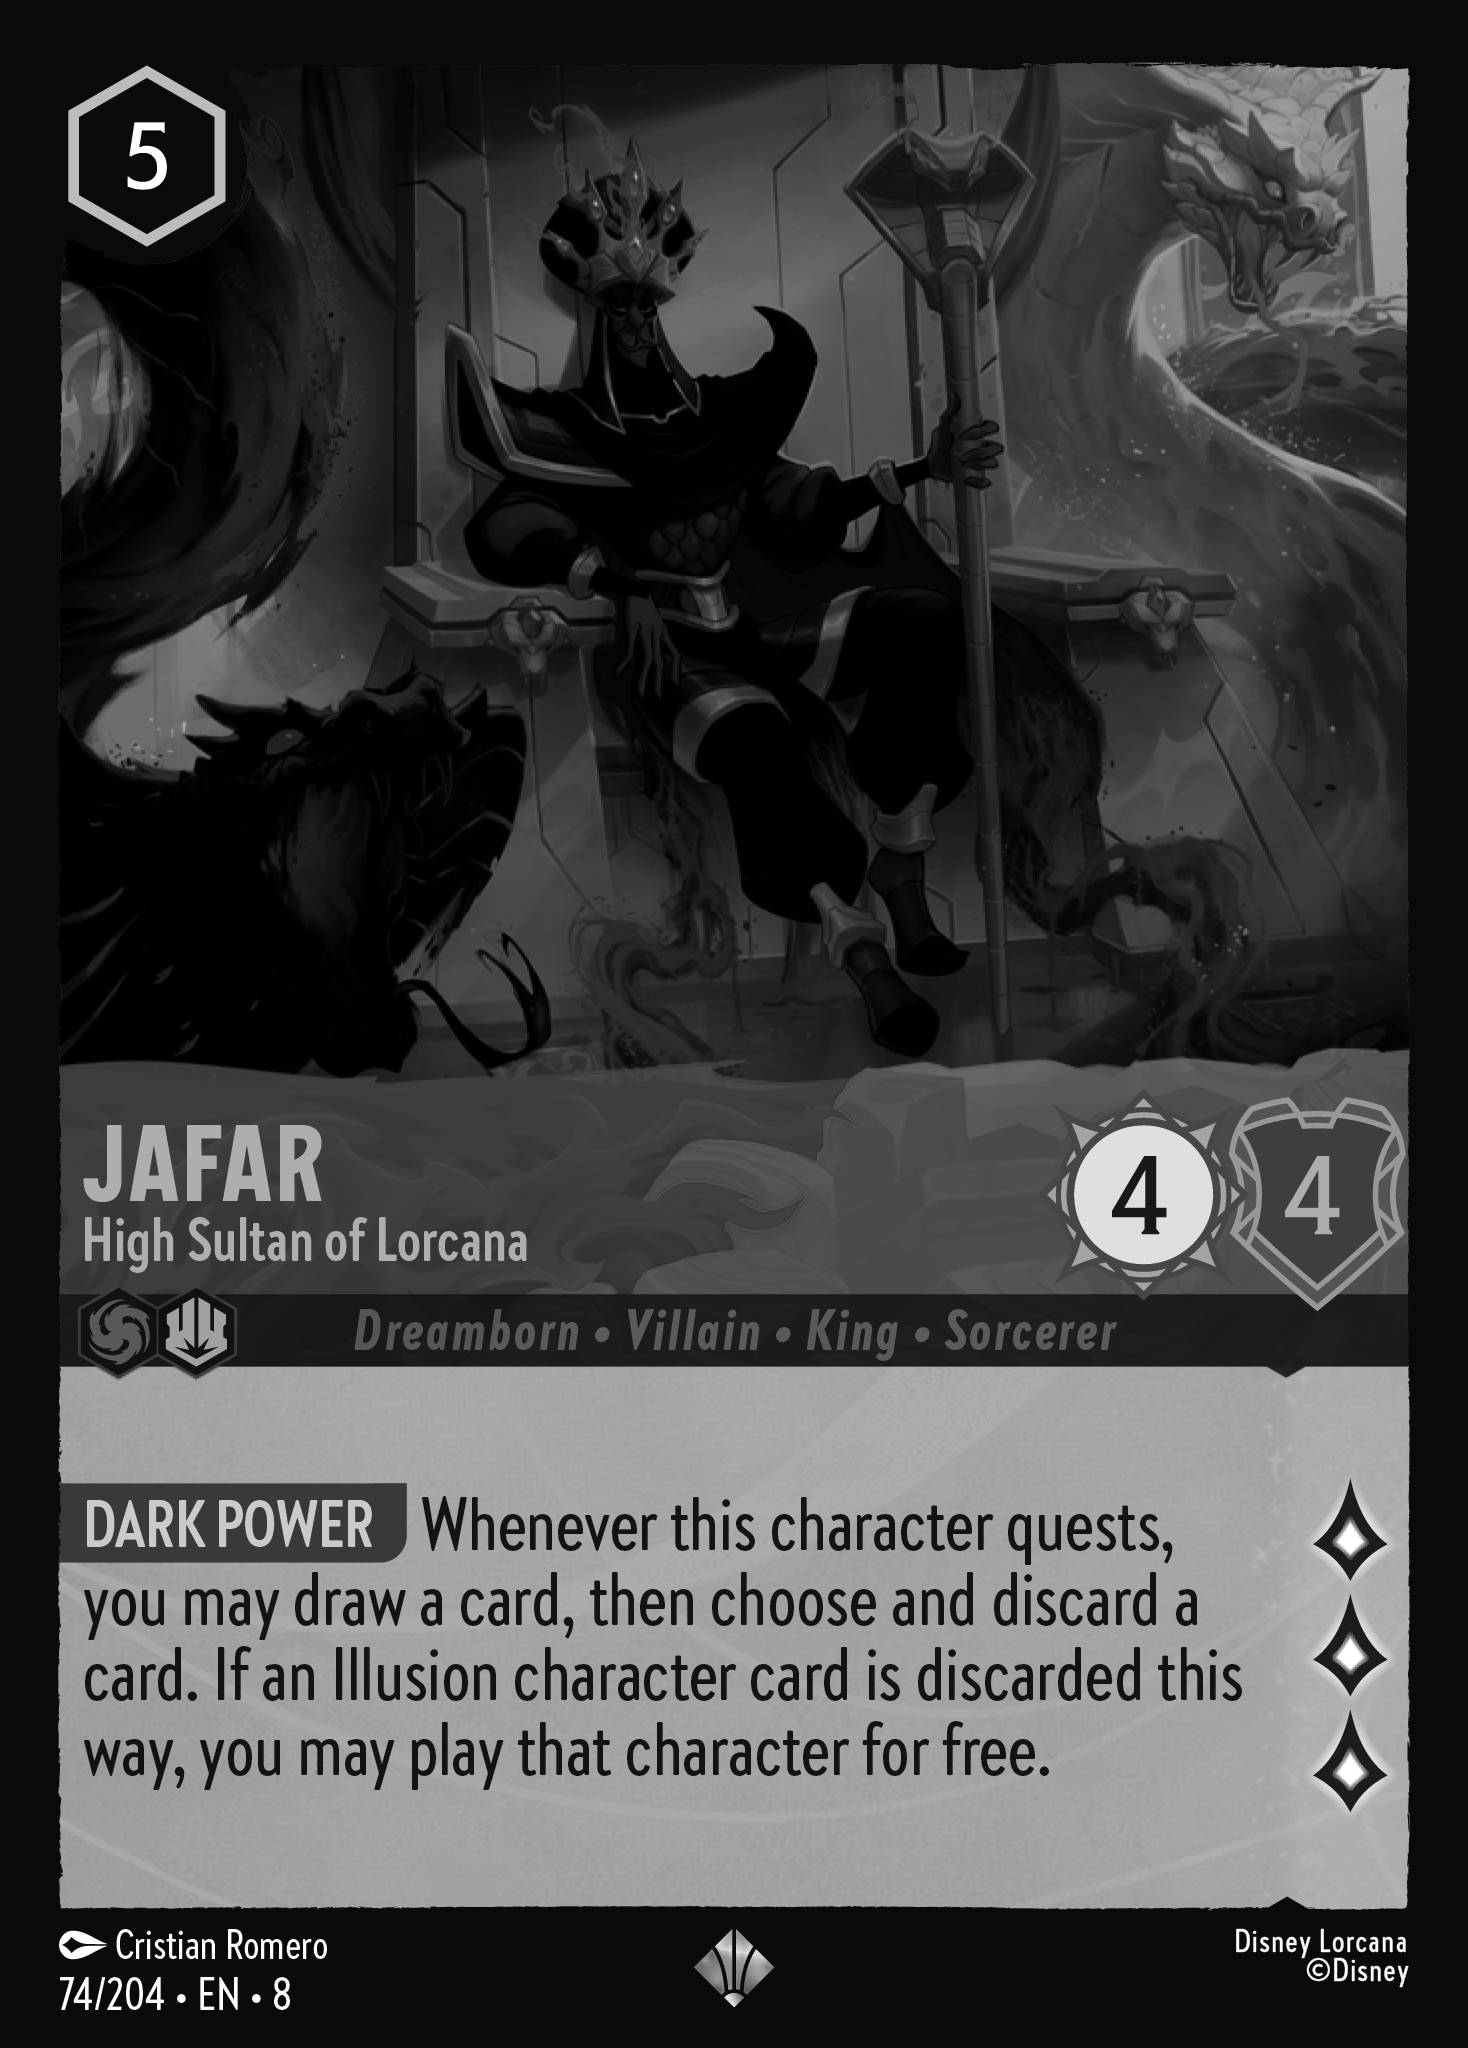 5
JAFAR
High Sultan of Lorcana
4 4
Dreamborn • Villain • King • Sorcerer
DARK POWER Whenever this character quests,
you may draw a card, then choose and discard a
card. If an Illusion character card is discarded this
way, you may play that character for free.
Cristian Romero
74/204 • EN • 8
Disney Lorcana
©Disney